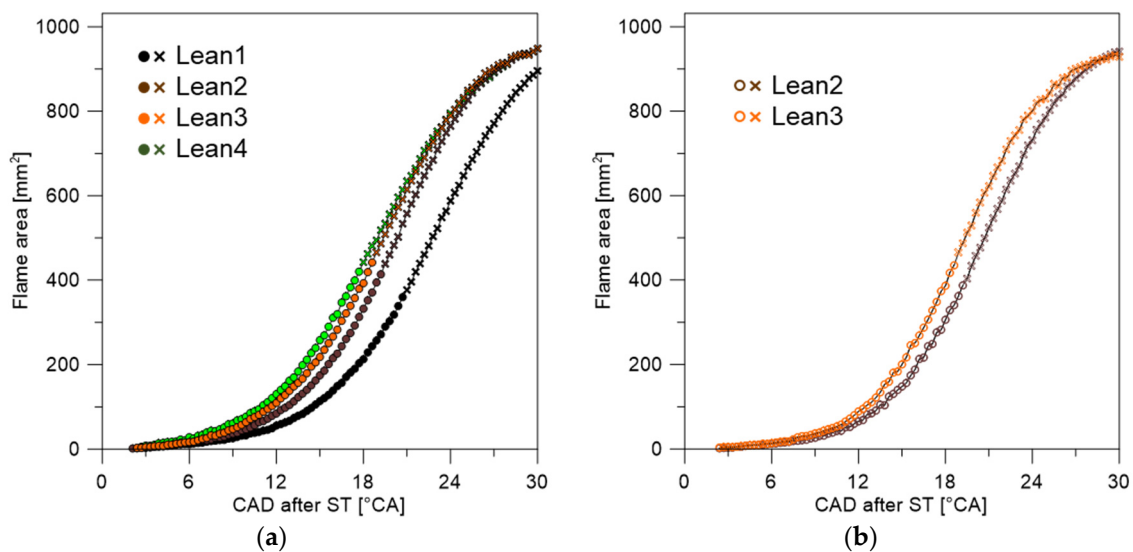 1000
800
600
400
200
0
Flame area [mm²]
Lean1
Lean2
Lean3
Lean4
0 6 12 18 24 30
CAD after ST [°CA]
(a)
1000
800
600
400
200
0
Flame area [mm²]
Lean2
Lean3
0 6 12 18 24 30
CAD after ST [°CA]
(b)